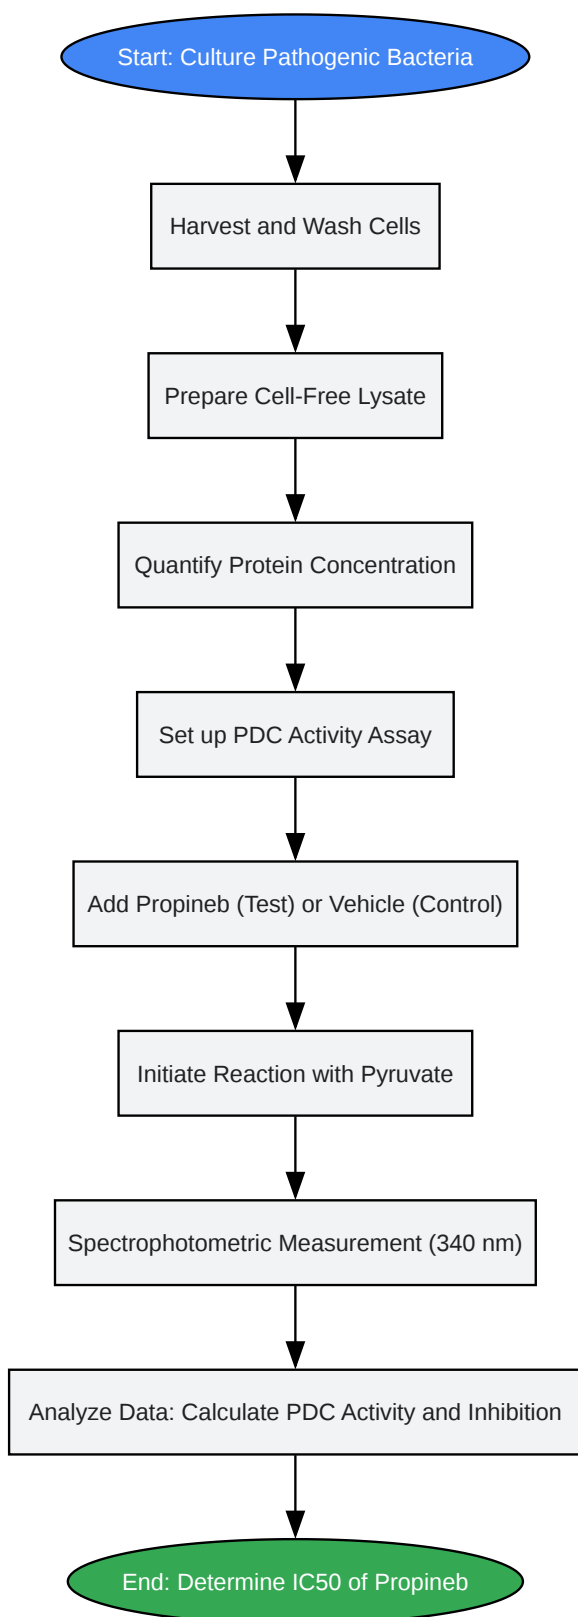 Start: Culture Pathogenic Bacteria
Harvest and Wash Cells
Prepare Cell-Free Lysate
Quantify Protein Concentration
Set up PDC Activity Assay
Add Propineb (Test) or Vehicle (Control)
Initiate Reaction with Pyruvate
Spectrophotometric Measurement (340 nm)
Analyze Data: Calculate PDC Activity and Inhibition
End: Determine IC50 of Propineb